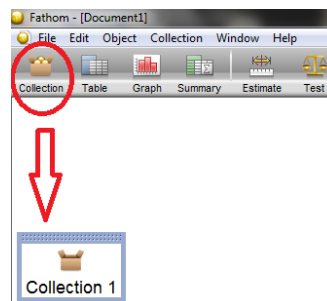 Fathom - [Document1]
File Edit Object Collection Window Help
Collection Table Graph Summary Estimate Test
Collection 1